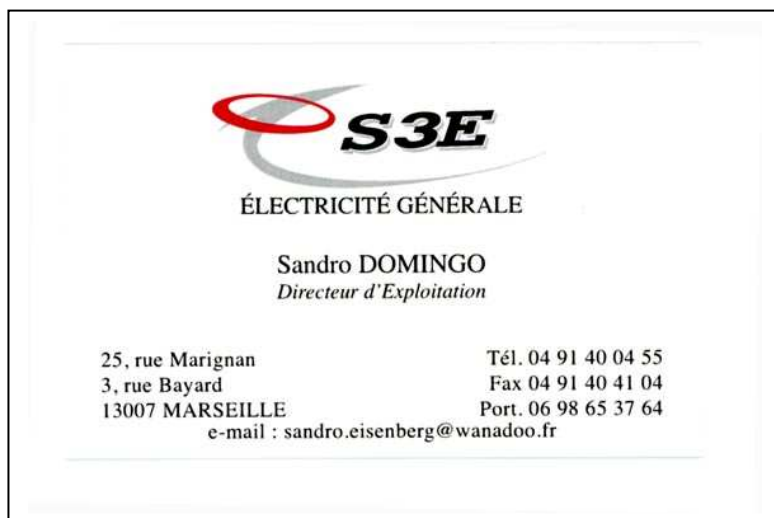 S3E
ÉLECTRICITÉ GÉNÉRALE
Sandro DOMINGO
Directeur d'Exploitation
25, rue Marignan
3, rue Bayard
13007 MARSEILLE
Tél. 04 91 40 04 55
Fax 04 91 40 41 04
Port. 06 98 65 37 64
e-mail : sandro.eisenberg@wanadoo.fr